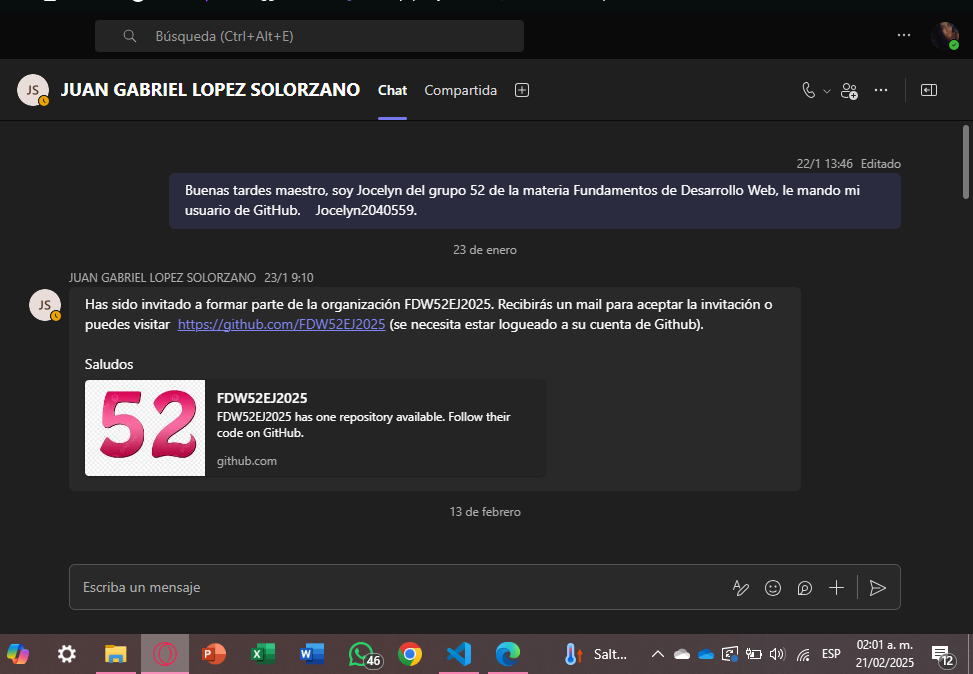 Búsqueda (Ctrl+Alt+E)
JS
JUAN GABRIEL LOPEZ SOLORZANO Chat Compartida
22/1 13:46 Editado
Buenas tardes maestro, soy Jocelyn del grupo 52 de la materia Fundamentos de Desarrollo Web, le mando mi
usuario de GitHub. Jocelyn2040559.
23 de enero
JUAN GABRIEL LOPEZ SOLORZANO 23/1 9:10
JS
Has sido invitado a formar parte de la organización FDW52EJ2025. Recibirás un mail para aceptar la invitación o
puedes visitar https://github.com/FDW52EJ2025 (se necesita estar logueado a su cuenta de Github).
Saludos
52
FDW52EJ2025
FDW52EJ2025 has one repository available. Follow their
code on GitHub.
github.com
13 de febrero
Escriba un mensaje
P
X
W
46
Salt...
ESP
02:01 a. m.
21/02/2025
12